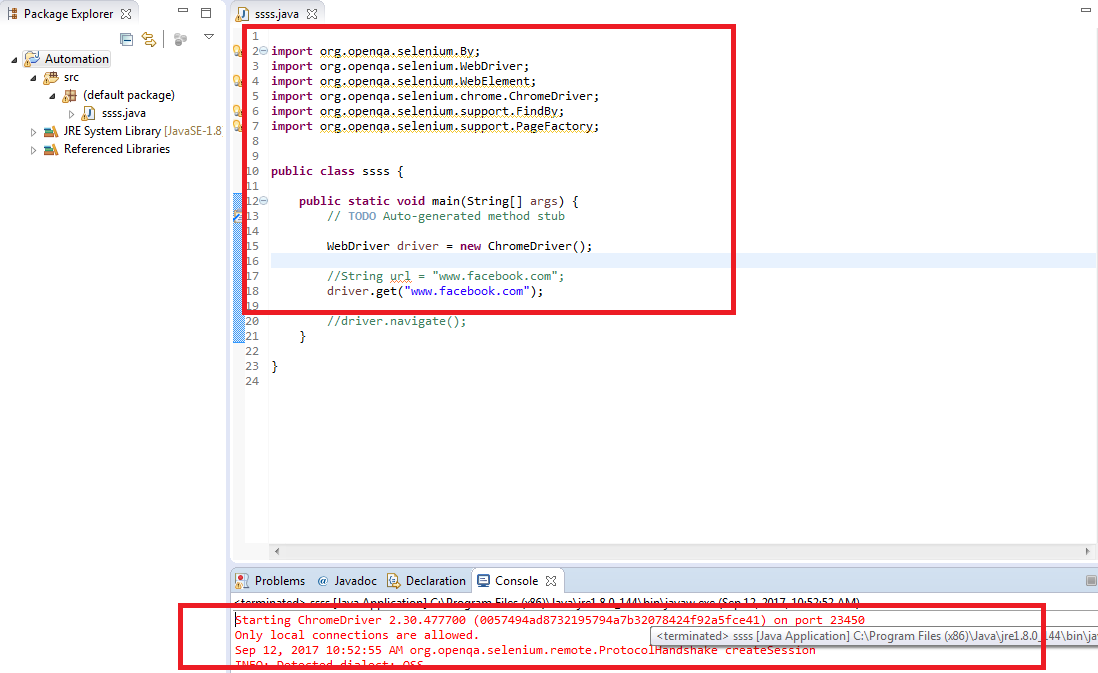 Package Explorer
Automation
src
(default package)
ssss.java
JRE System Library [JavaSE-1.8
Referenced Libraries
ssss.java
1
2 import org.openqa.selenium.By;
3 import org.openqa.selenium.WebDriver;
4 import org.openqa.selenium.WebElement;
5 import org.openqa.selenium.chrome.ChromeDriver;
6 import org.openqa.selenium.support.FindBy;
7 import org.openqa.selenium.support.PageFactory;
8
9
10 public class ssss {
11
12 public static void main(String[] args) {
13 // TODO Auto-generated method stub
14
15 WebDriver driver = new ChromeDriver();
16
17 //String url = "www.facebook.com";
18 driver.get("www.facebook.com");
19
20 //driver.navigate();
21 }
22
23 }
24
Problems @ Javadoc Declaration Console
<terminated> ssss [Java Application] C:\Program Files (x86)\Java\jre1.8.0_144\bin\javaw.exe (Sep 12, 2017, 10:52:52 AM)
Starting ChromeDriver 2.30.477700 (0057494ad8732195794a7b32078424f92a5fce41) on port 23450
Only local connections are allowed.
<terminated> ssss [Java Application] C:\Program Files (x86)\Java\jre1.8.0_144\bin\jav
Sep 12, 2017 10:52:55 AM org.openqa.selenium.remote.ProtocolHandshake createSession
INFO: Detected dialect: OSS